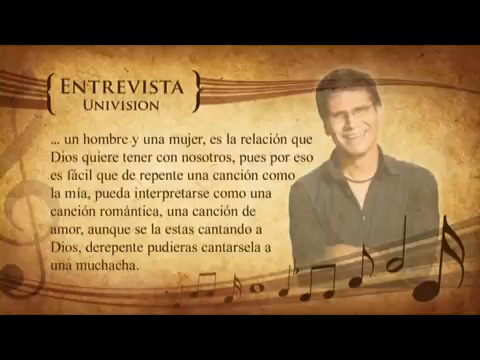 {ENTREVISTA}
UNIVISION
... un hombre y una mujer, es la relación que
Dios quiere tener con nosotros, pues por eso
es fácil que de repente una canción como
la mía, pueda interpretarse como una
canción romántica, una canción de
amor, aunque se la estas cantando a
Dios, derepente pudieras cantarsela a
una muchacha.